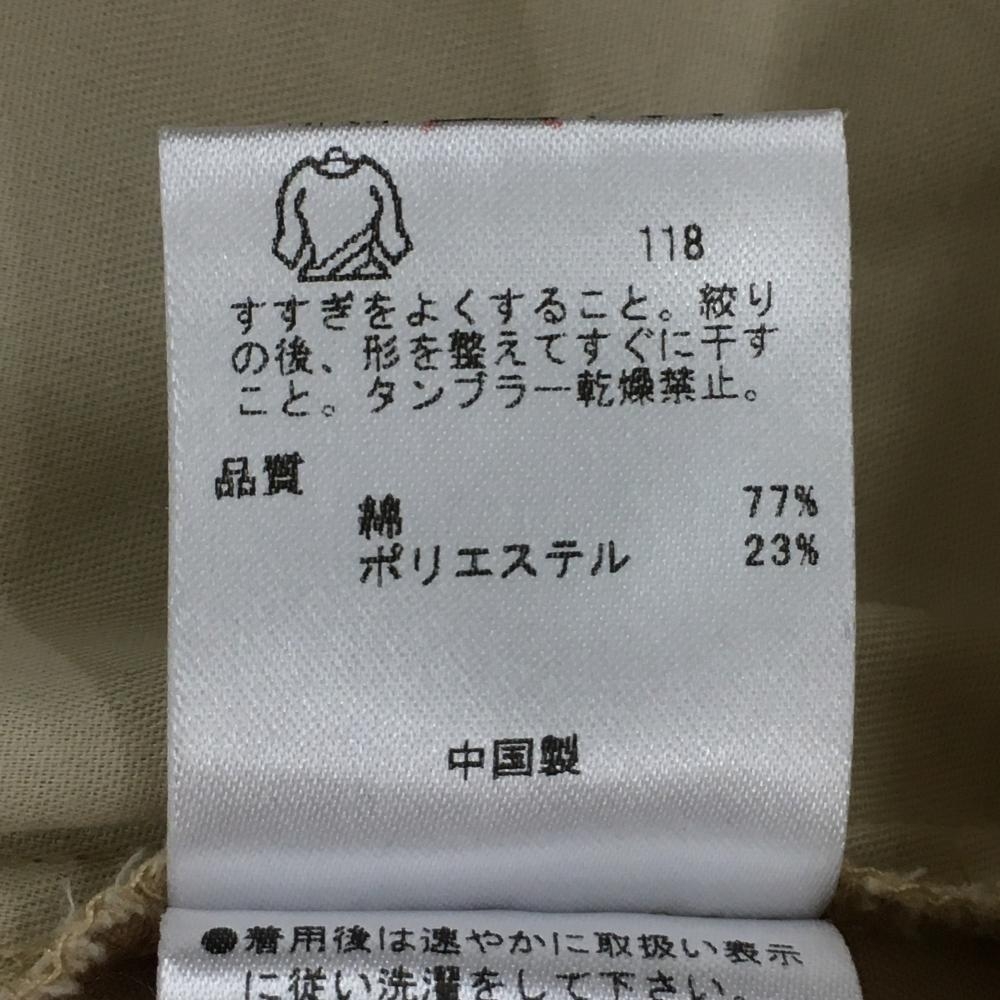 118
すすぎをよくすること。絞り
の後、形を整えてすぐに干す
こと。タンブラー乾燥禁止。
品質
綿 77%
ポリエステル 23%
中国製
●着用後は速やかに取扱い表示
に従い洗濯をして下さい。